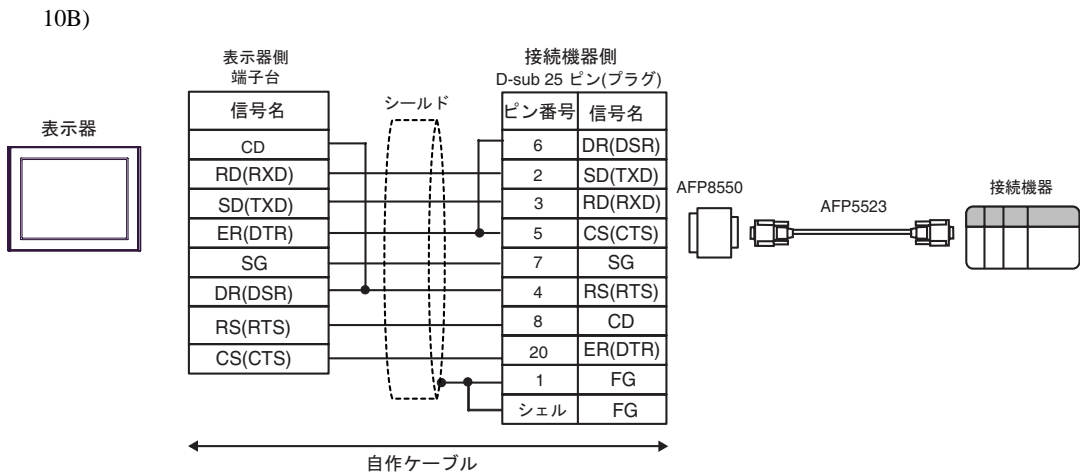 10B)
表示器側
端子台
接続機器側
D-sub 25 ピン(プラグ)
信号名
シールド
ピン番号 信号名
表示器
CD
6 DR(DSR)
RD(RXD)
2 SD(TXD)
SD(TXD)
3 RD(RXD)
ER(DTR)
5 CS(CTS)
SG
7 SG
DR(DSR)
4 RS(RTS)
RS(RTS)
8 CD
CS(CTS)
20 ER(DTR)
1 FG
シェル FG
AFP8550
AFP5523
接続機器
自作ケーブル